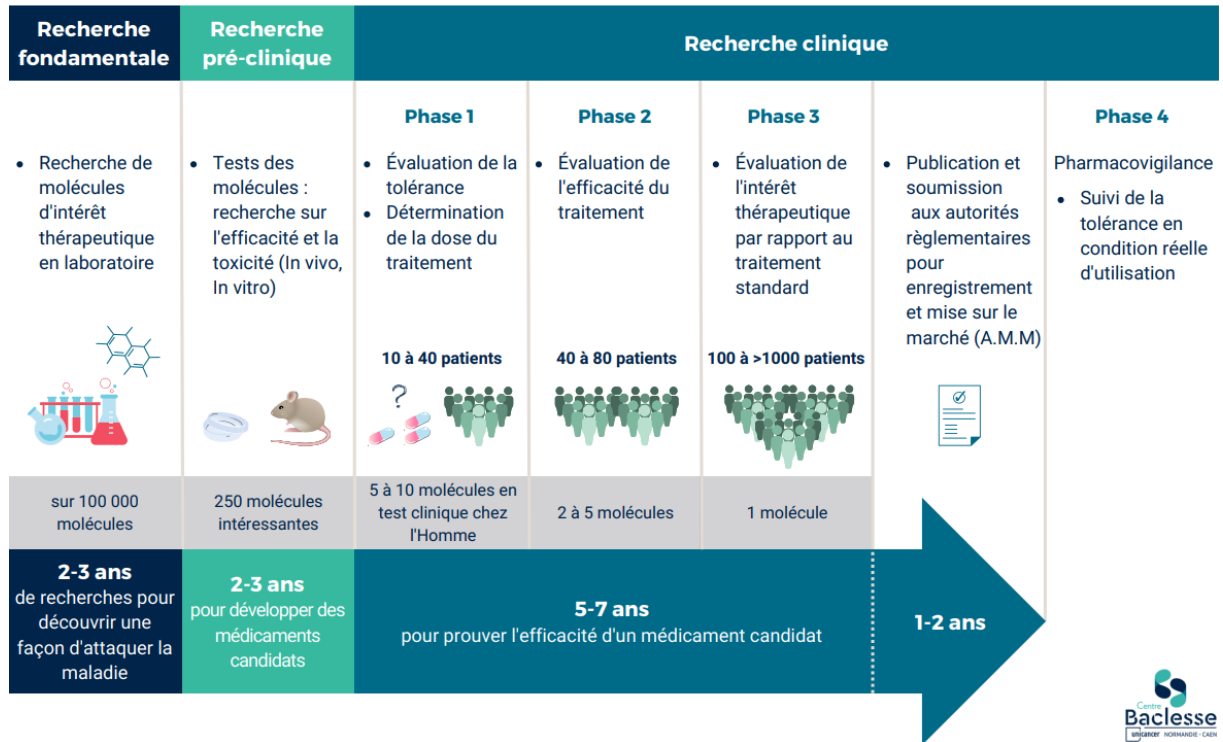 Recherche
fondamentale
Recherche
pré-clinique
Recherche clinique
• Recherche de
molécules
d'intérêt
thérapeutique
en laboratoire
• Tests des
molécules :
recherche sur
l'efficacité et la
toxicité (In vivo,
In vitro)
Phase 1
• Évaluation de la
tolérance
• Détermination
de la dose du
traitement
10 à 40 patients
?
Phase 2
• Évaluation de
l'efficacité du
traitement
40 à 80 patients
Phase 3
• Évaluation de
l'intérêt
thérapeutique
par rapport au
traitement
standard
100 à >1000 patients
• Publication et
soumission
aux autorités
règlementaires
pour
enregistrement
et mise sur le
marché (A.M.M)
Phase 4
Pharmacovigilance
• Suivi de la
tolérance en
condition réelle
d'utilisation
sur 100 000
molécules
250 molécules
intéressantes
5 à 10 molécules en
test clinique chez
l'Homme
2 à 5 molécules
1 molécule
2-3 ans
de recherches pour
découvrir une
façon d'attaquer la
maladie
2-3 ans
pour développer des
médicaments
candidats
5-7 ans
pour prouver l'efficacité d'un médicament candidat
1-2 ans
Centre
Baclesse
unicancer NORMANDIE - CAEN